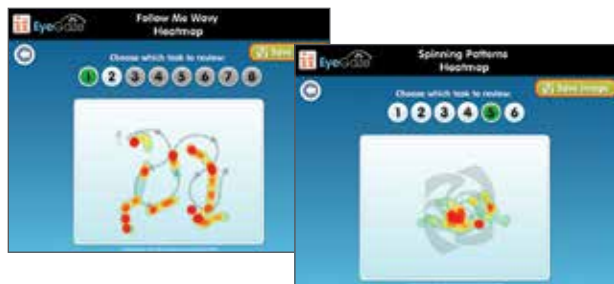 EyeGaze
Follow Me Wavy
Heatmap
Save
Choose which task to review:
1 2 3 4 5 6 7 8
EyeGaze
Spinning Patterns
Heatmap
Save Image
Choose which task to review:
1 2 3 4 5 6